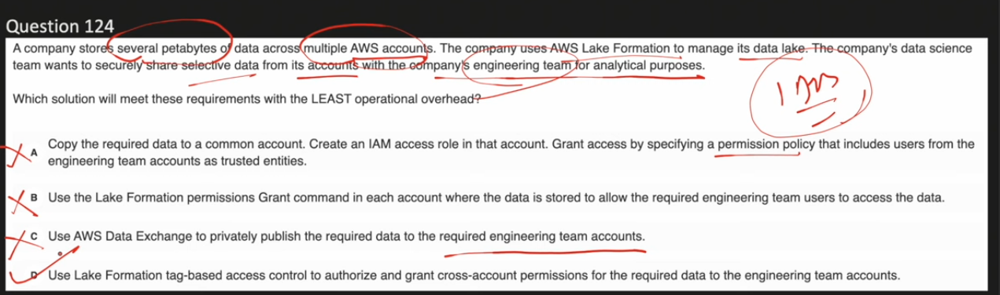 Question 124
A company stores several petabytes of data across multiple AWS accounts. The company uses AWS Lake Formation to manage its data lake. The company's data science
team wants to securely share selective data from its accounts with the company's engineering team for analytical purposes.
Which solution will meet these requirements with the LEAST operational overhead?
A Copy the required data to a common account. Create an IAM access role in that account. Grant access by specifying a permission policy that includes users from the
engineering team accounts as trusted entities.
B Use the Lake Formation permissions Grant command in each account where the data is stored to allow the required engineering team users to access the data.
C Use AWS Data Exchange to privately publish the required data to the required engineering team accounts.
D Use Lake Formation tag-based access control to authorize and grant cross-account permissions for the required data to the engineering team accounts.